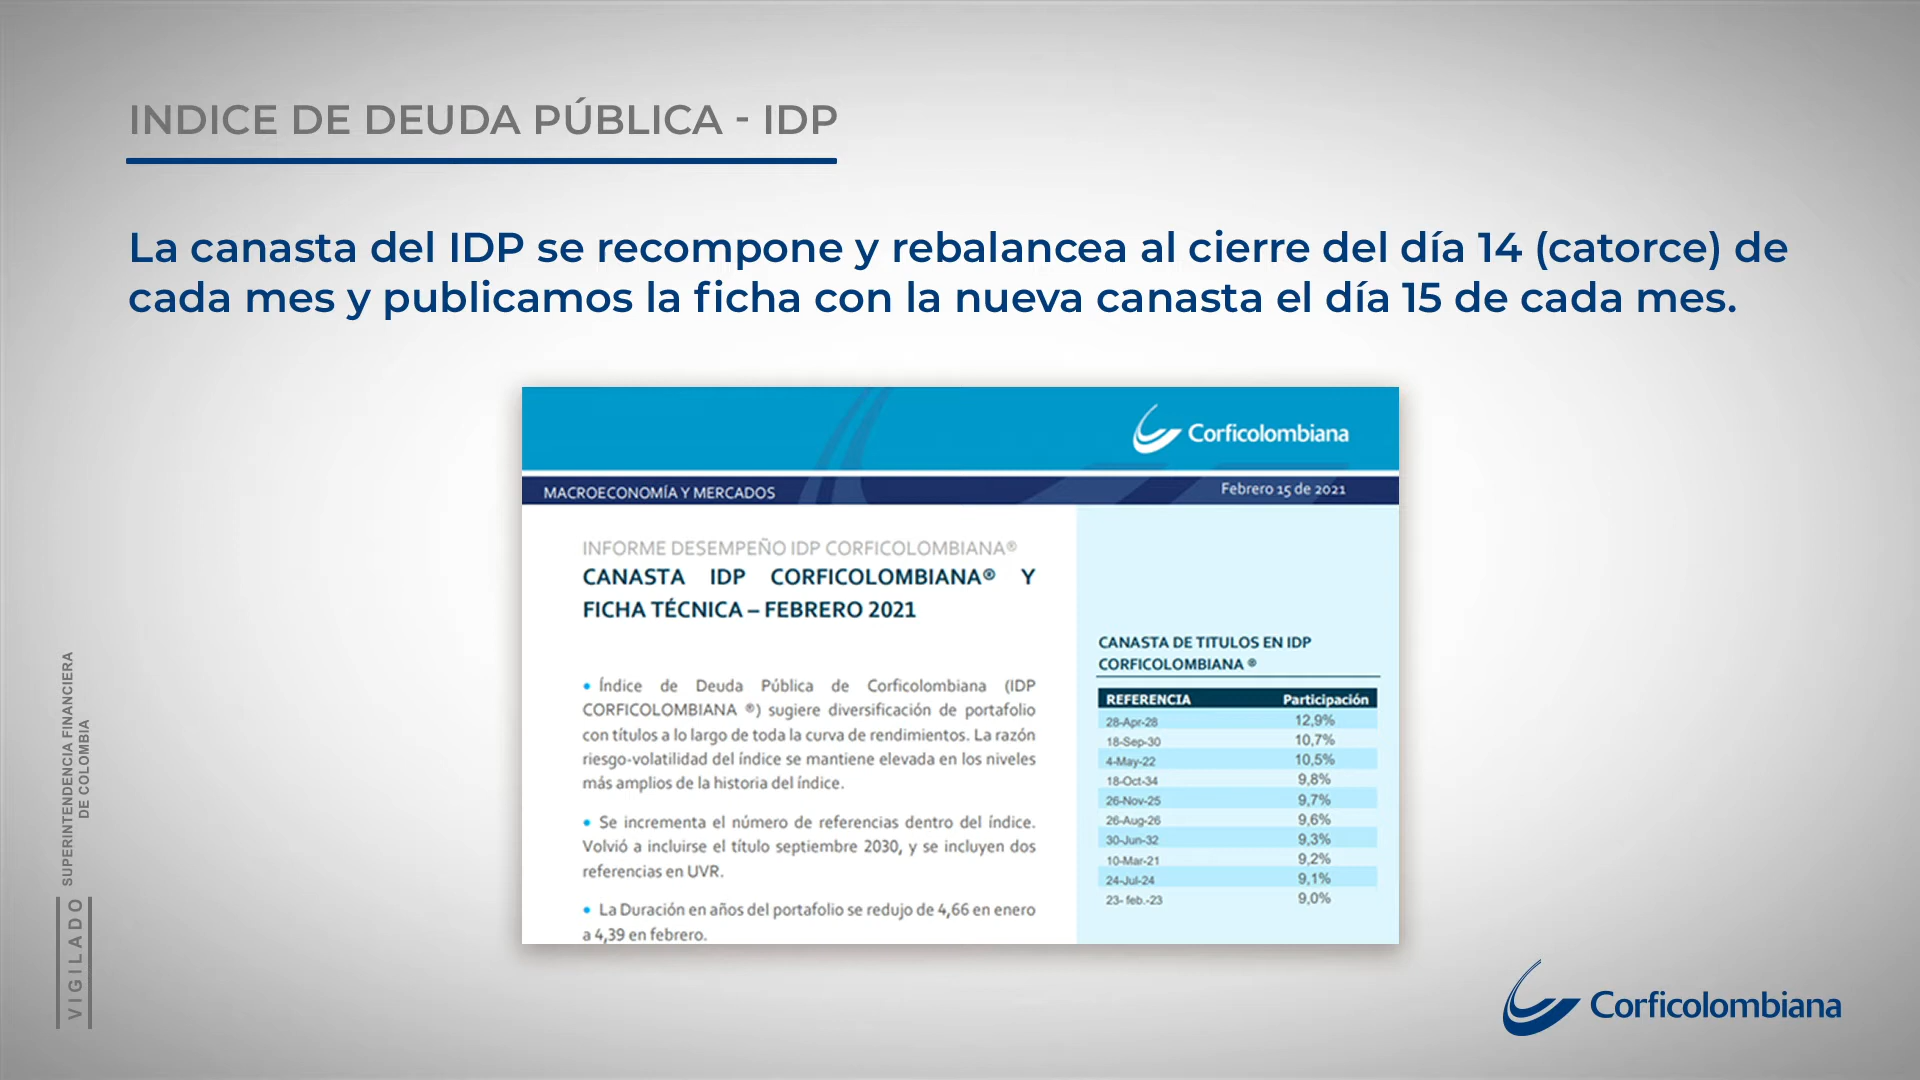 INDICE DE DEUDA PÚBLICA - IDP
La canasta del IDP se recompone y rebalancea al cierre del día 14 (catorce) de
cada mes y publicamos la ficha con la nueva canasta el día 15 de cada mes.
Corficolombiana
MACROECONOMÍA Y MERCADOS
Febrero 15 de 2021
INFORME DESEMPEÑO IDP CORFICOLOMBIANA®
CANASTA IDP CORFICOLOMBIANA® Y
FICHA TÉCNICA – FEBRERO 2021
• Índice de Deuda Pública de Corficolombiana (IDP
CORFICOLOMBIANA ®) sugiere diversificación de portafolio
con títulos a lo largo de toda la curva de rendimientos. La razón
riesgo-volatilidad del índice se mantiene elevada en los niveles
más amplios de la historia del índice.
• Se incrementa el número de referencias dentro del índice.
Volvió a incluirse el título septiembre 2030, y se incluyen dos
referencias en UVR.
• La Duración en años del portafolio se redujo de 4,66 en enero
a 4,39 en febrero.
CANASTA DE TITULOS EN IDP
CORFICOLOMBIANA ®
REFERENCIA Participación
28-Apr-28 12,9%
18-Sep-30 10,7%
4-May-22 10,5%
18-Oct-34 9,8%
26-Nov-25 9,7%
26-Aug-26 9,6%
30-Jun-32 9,3%
10-Mar-21 9,2%
24-Jul-24 9,1%
23- feb.-23 9,0%
VIGILADO
SUPERINTENDENCIA FINANCIERA
DE COLOMBIA
Corficolombiana